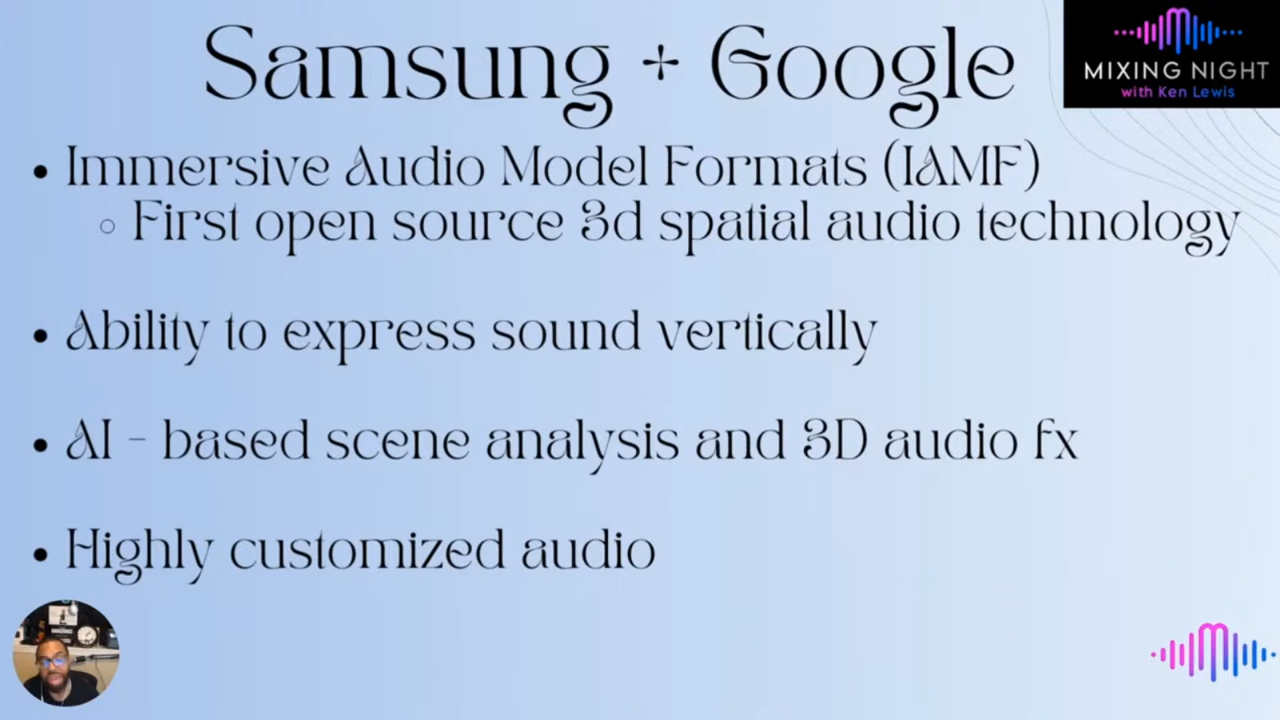 Samsung + Google
MIXING NIGHT
with Ken Lewis
• Immersive Audio Model Formats (IAMF)
◦ First open source 3d spatial audio technology
• Ability to express sound vertically
• AI - based scene analysis and 3D audio fx
• Highly customized audio